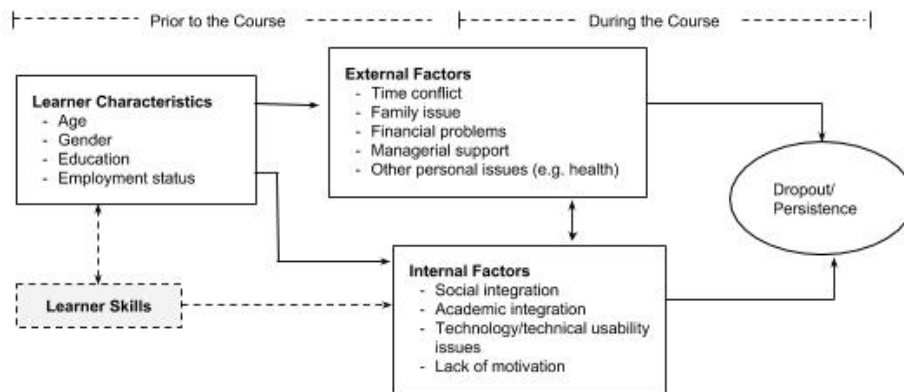 Prior to the Course
During the Course
Learner Characteristics
- Age
- Gender
- Education
- Employment status
External Factors
- Time conflict
- Family issue
- Financial problems
- Managerial support
- Other personal issues (e.g. health)
Dropout/
Persistence
Learner Skills
Internal Factors
- Social integration
- Academic integration
- Technology/technical usability
issues
- Lack of motivation